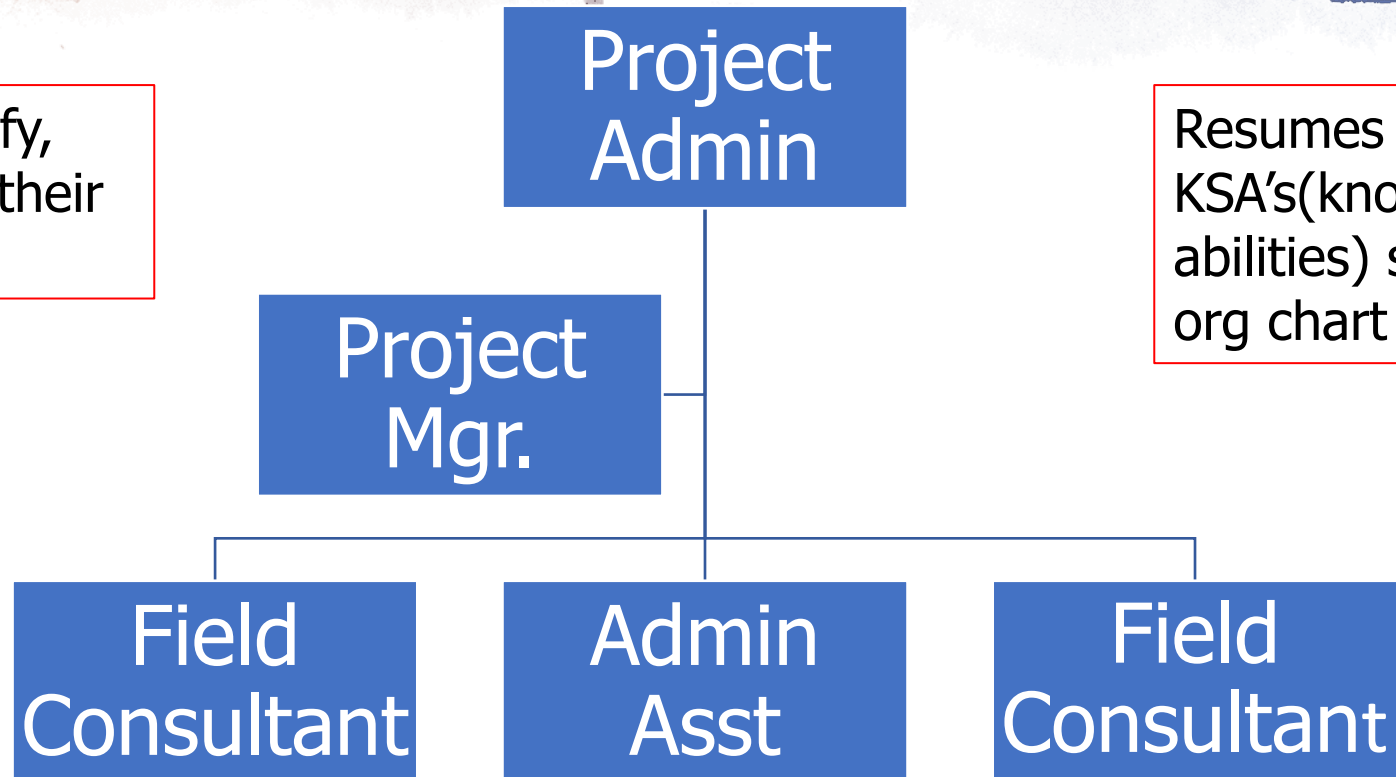 Project
Admin
fy,
their
Resumes
KSA's(kno
abilities) s
org chart
Project
Mgr.
Field
Consultant
Admin
Asst
Field
Consultant